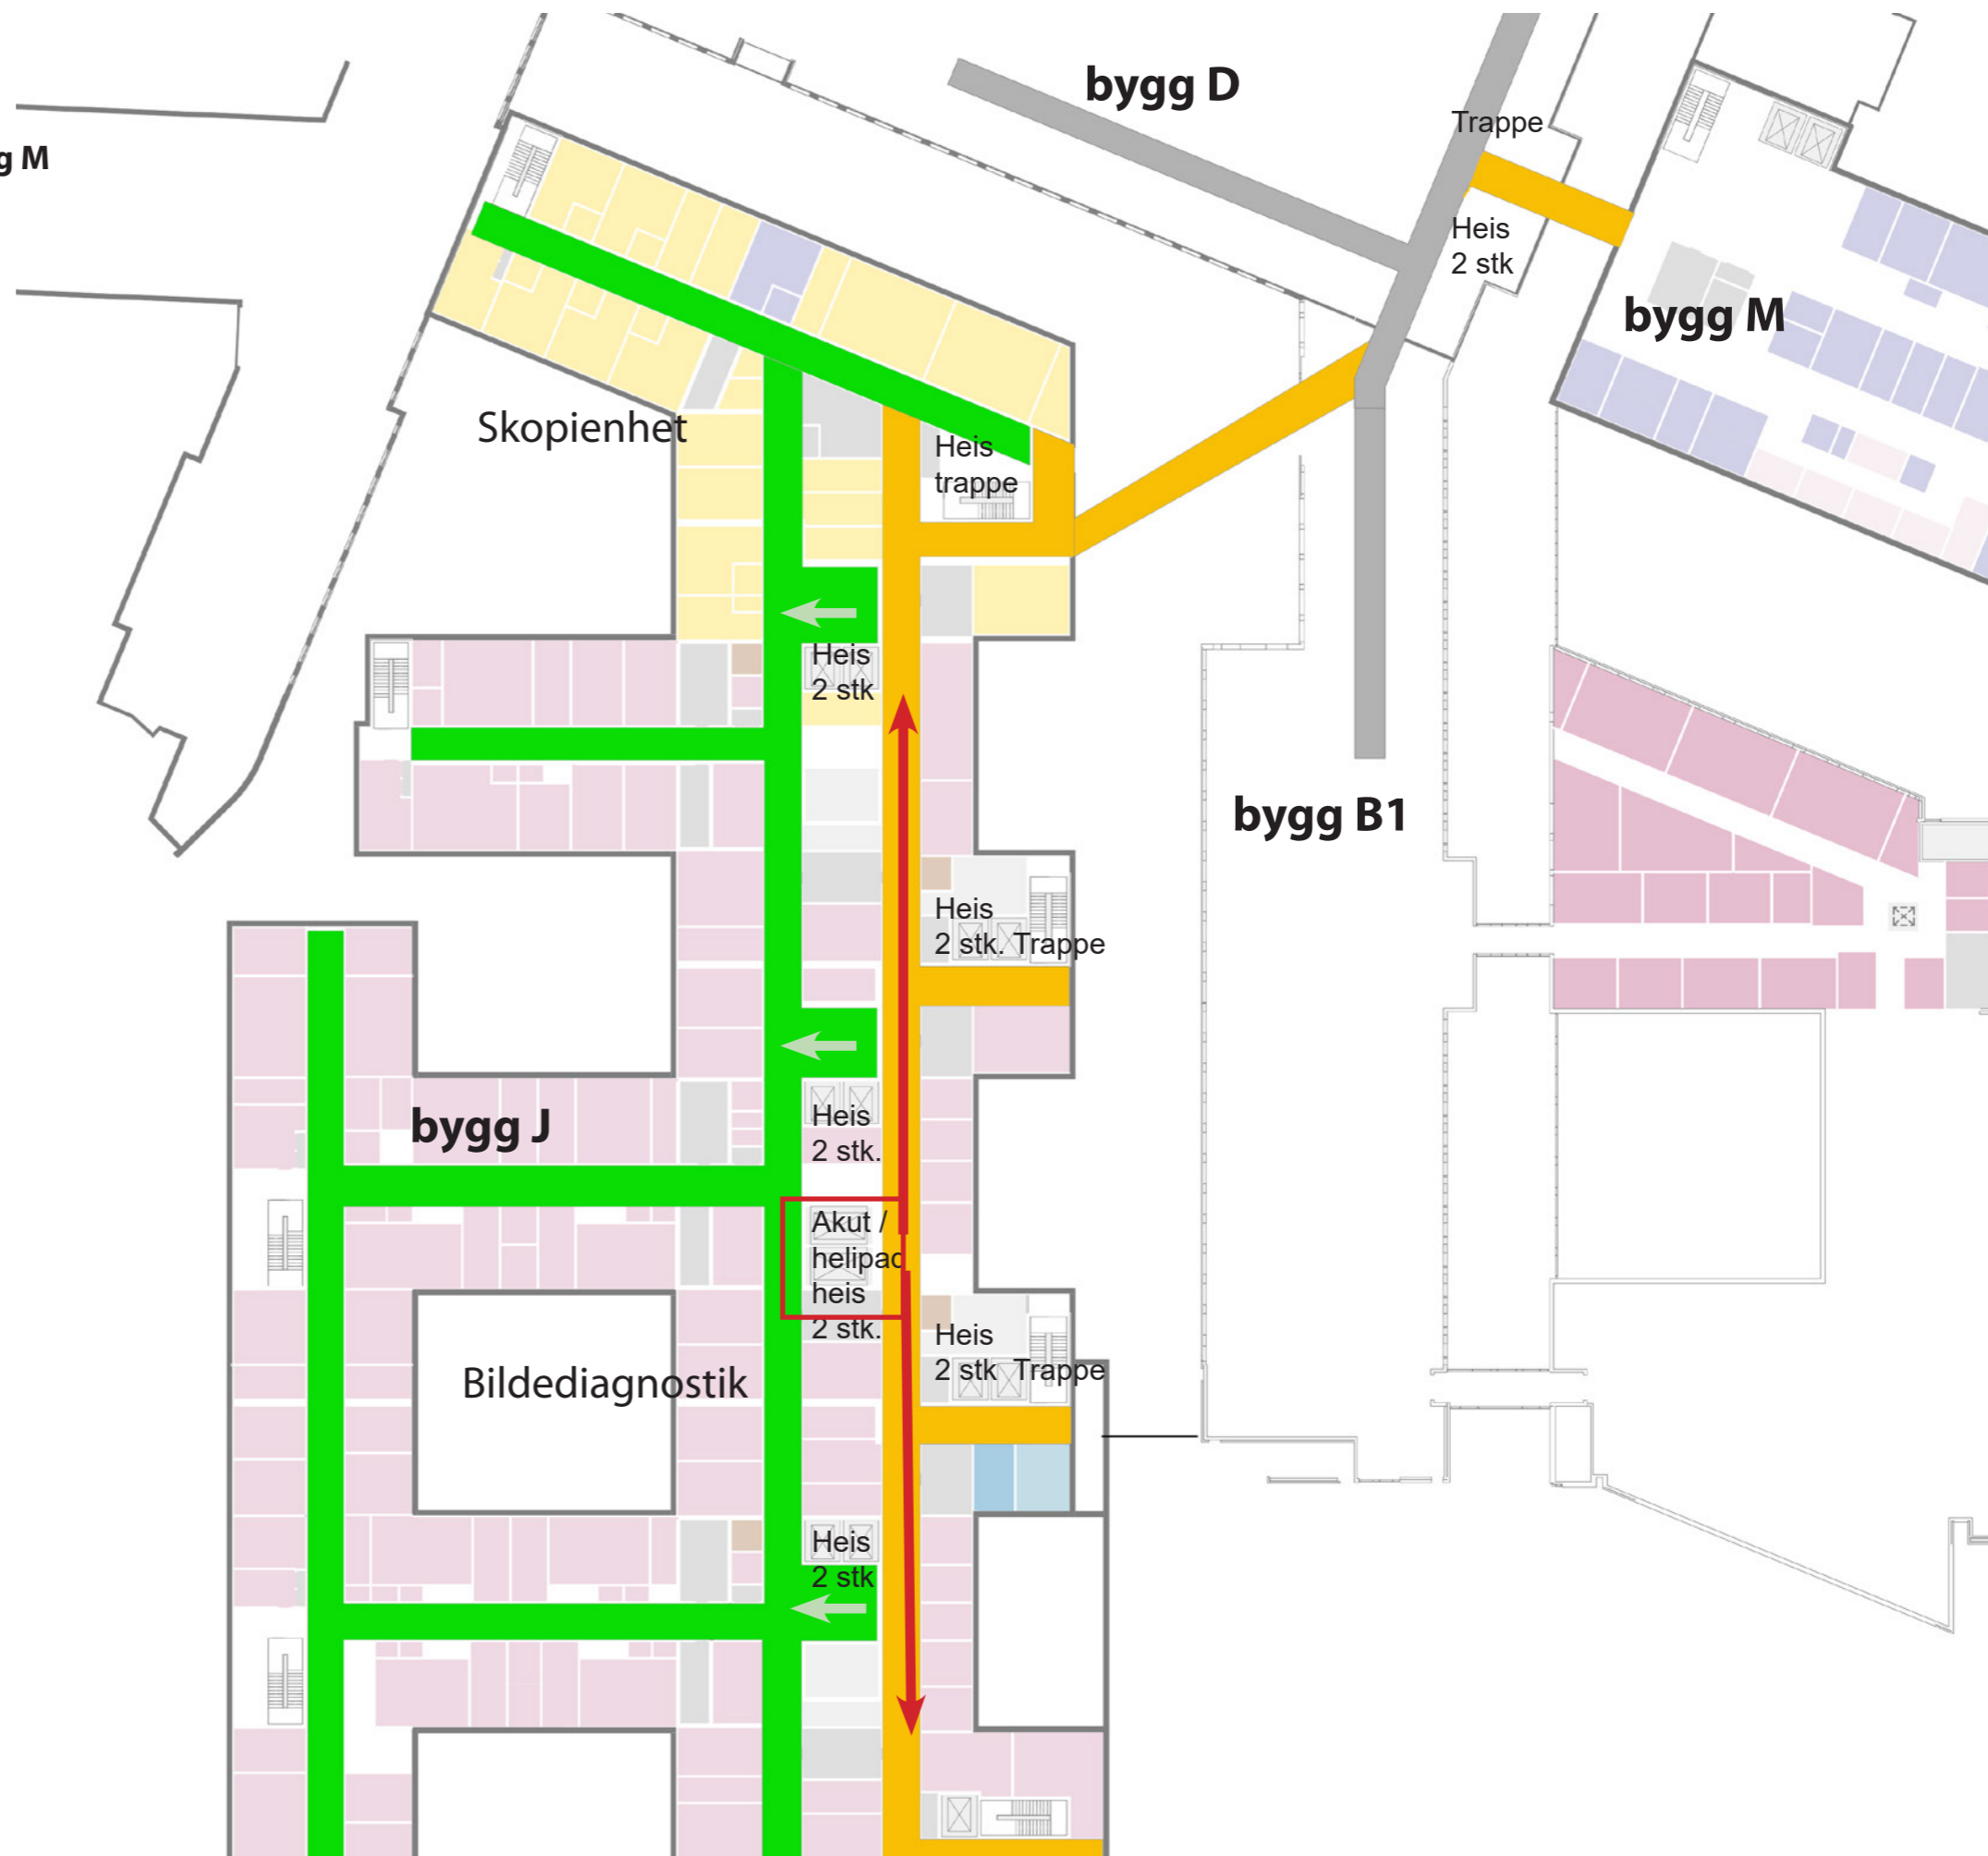 bygg D
Trappe
g M
Heis
2 stk
bygg M
Skopienhet
Heis
trappe
Heis
2 stk
bygg B1
Heis
2 stk. Trappe
bygg J
Heis
2 stk.
Akut /
helipad
heis
2 stk.
Heis
2 stk Trappe
Bildediagnostik
Heis
2 stk